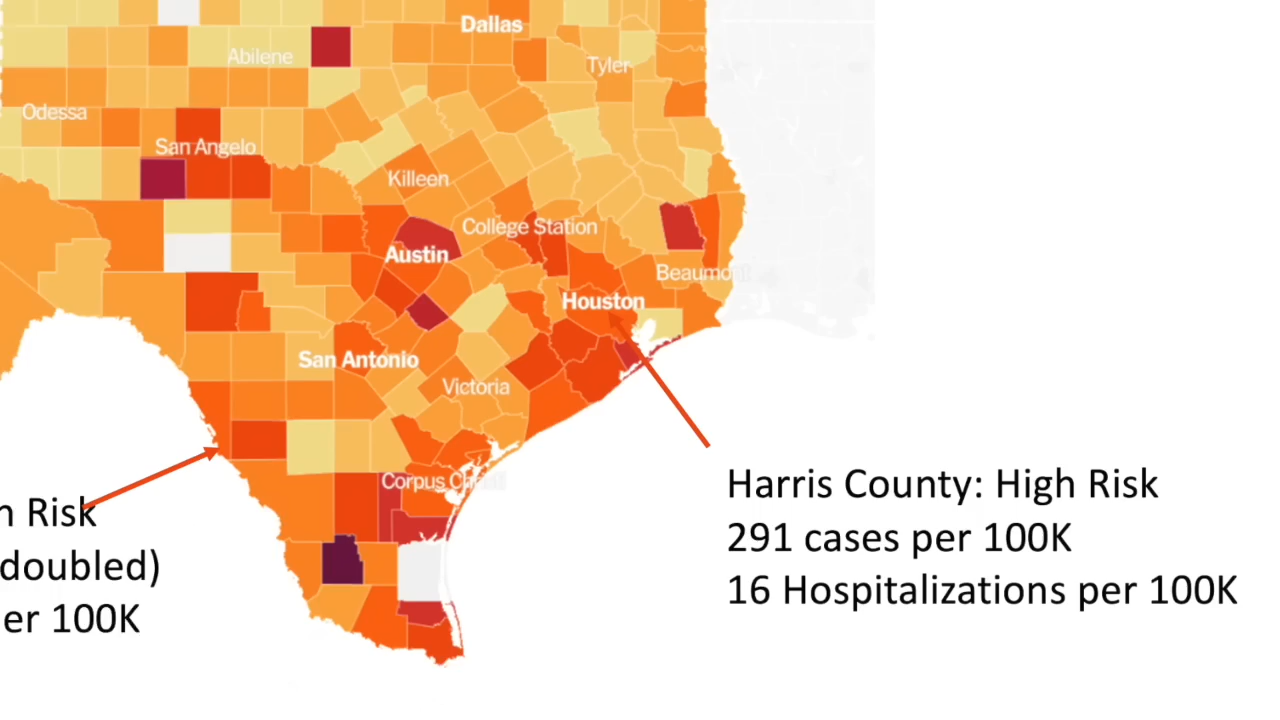 Dallas
Abilene
Tyler
Odessa
San Angelo
Killeen
College Station
Austin
Beaumont
Houston
San Antonio
Victoria
Corpus Christi
Harris County: High Risk
291 cases per 100K
16 Hospitalizations per 100K
n Risk
doubled)
er 100K